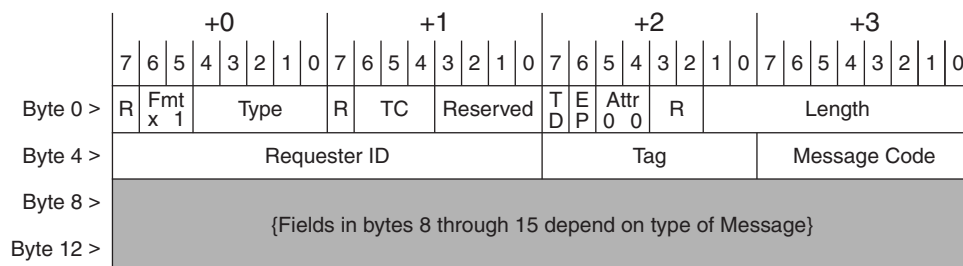 +0 +1 +2 +3
7 6 5 4 3 2 1 0 7 6 5 4 3 2 1 0 7 6 5 4 3 2 1 0 7 6 5 4 3 2 1 0
Byte 0 > R Fmt x 1 Type R TC Reserved TD EP Attr 0 0 R Length
Byte 4 > Requester ID Tag Message Code
Byte 8 >
{Fields in bytes 8 through 15 depend on type of Message}
Byte 12 >